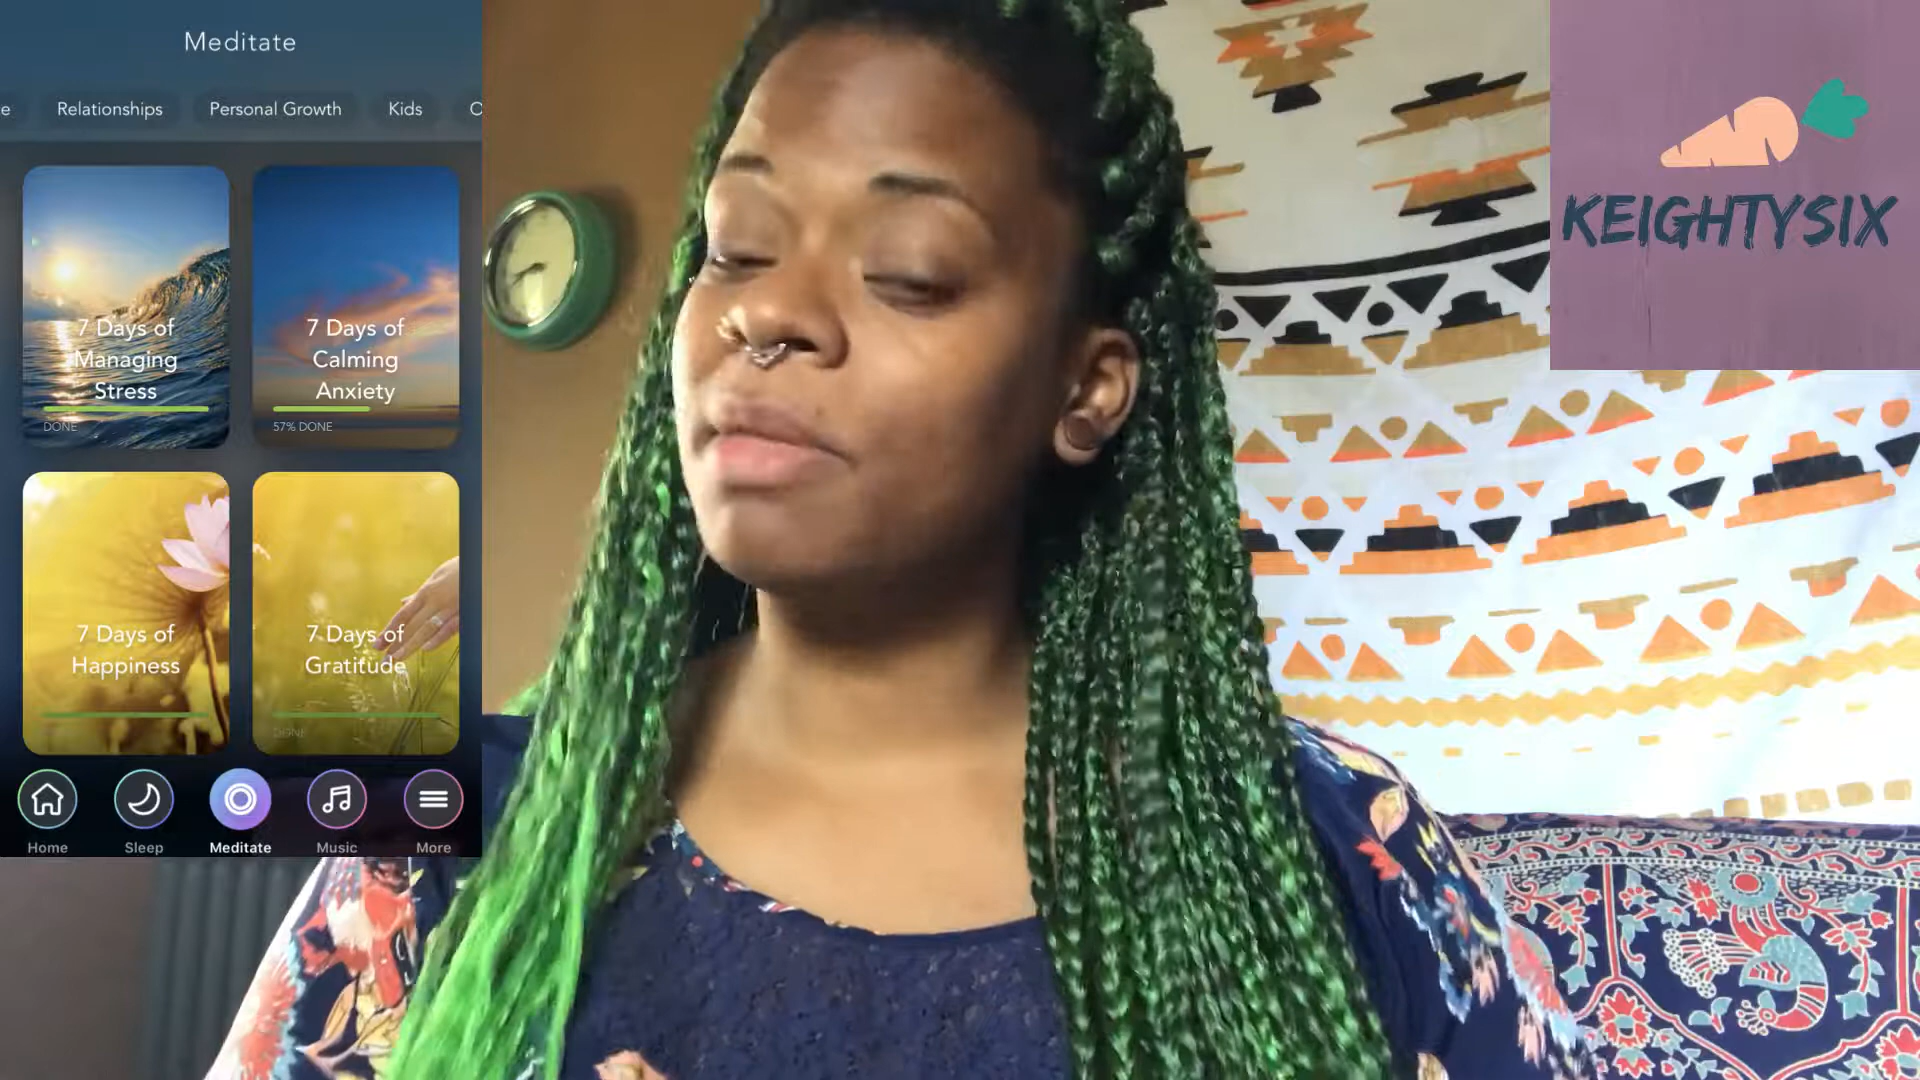 Meditate
e
Relationships
Personal Growth
Kids
7 Days of
Managing
Stress
DONE
7 Days of
Calming
Anxiety
57% DONE
7 Days of
Happiness
7 Days of
Gratitude
DONE
Home
Sleep
Meditate
Music
More
KEIGHTYSIX